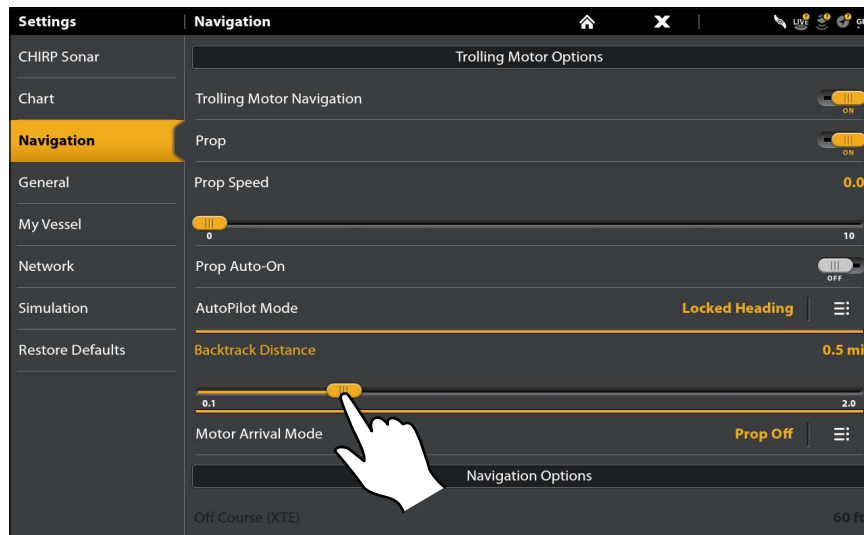 Settings
Navigation
LIVE
CHIRP Sonar
Chart
Navigation
General
My Vessel
Network
Simulation
Restore Defaults
Trolling Motor Options
Trolling Motor Navigation
ON
Prop
ON
Prop Speed 0.0
0 10
Prop Auto-On
OFF
AutoPilot Mode Locked Heading
Backtrack Distance 0.5 mi
0.1 2.0
Motor Arrival Mode Prop Off
Navigation Options
Off Course (XTE) 60 ft